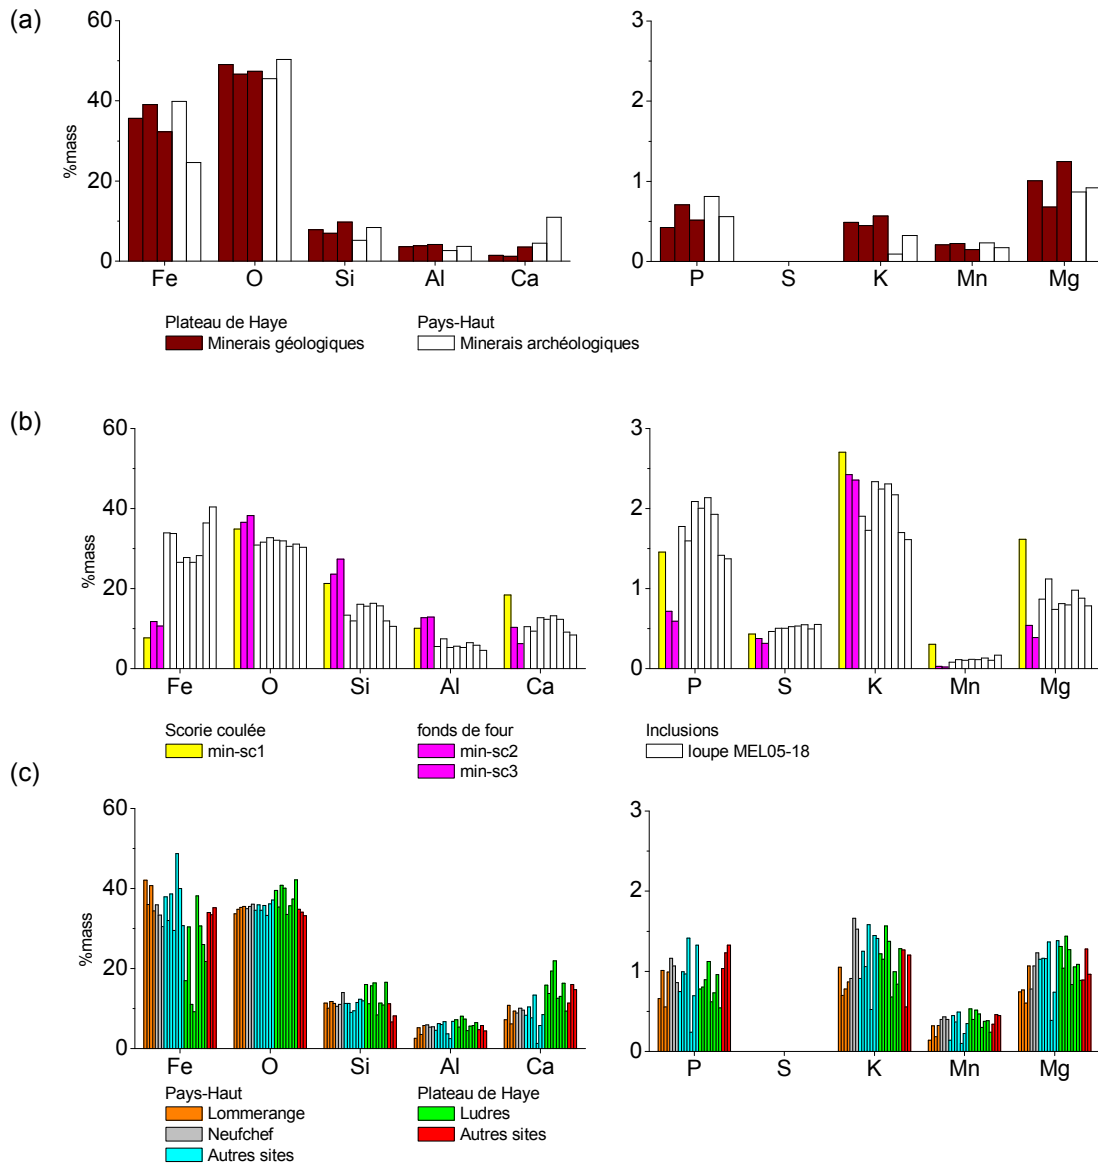 (a)
60
40
20
0
%mass
Fe O Si Al Ca
3
2
1
0
P S K Mn Mg
Plateau de Haye
Minerais géologiques
Pays-Haut
Minerais archéologiques
(b)
60
40
20
0
%mass
Fe O Si Al Ca
3
2
1
0
P S K Mn Mg
Scorie coulée
min-sc1
fonds de four
min-sc2
min-sc3
Inclusions
loupe MEL05-18
(c)
60
40
20
0
%mass
Fe O Si Al Ca
3
2
1
0
P S K Mn Mg
Pays-Haut
Lommerange
Neufchef
Autres sites
Plateau de Haye
Ludres
Autres sites